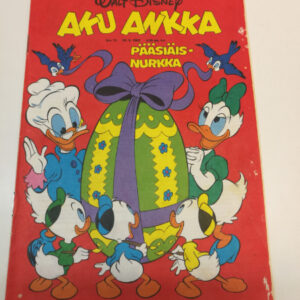 WALT DISNEY
AKU ANKKA
PÄÄSIÄIS-
NURKKA